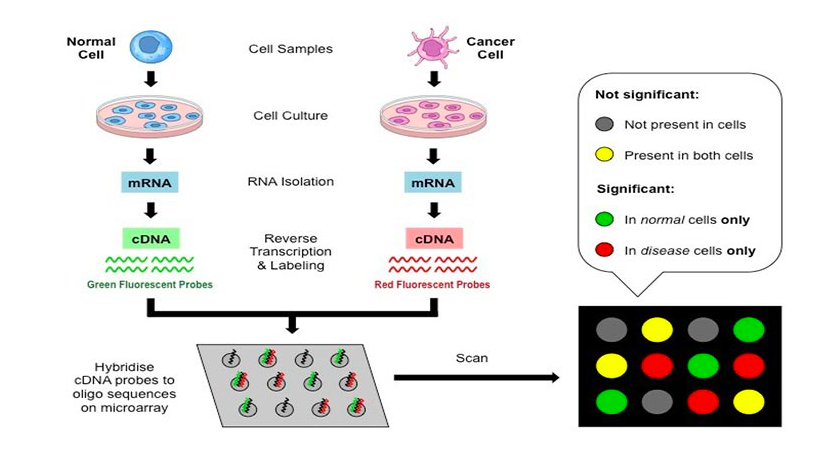 Normal
Cell
Cell Samples
Cancer
Cell
Cell Culture
mRNA
RNA Isolation
mRNA
cDNA
Reverse
Transcription
& Labeling
cDNA
Green Fluorescent Probes
Red Fluorescent Probes
Hybridise
cDNA probes to
oligo sequences
on microarray
Scan
Not significant:
Not present in cells
Present in both cells
Significant:
In normal cells only
In disease cells only